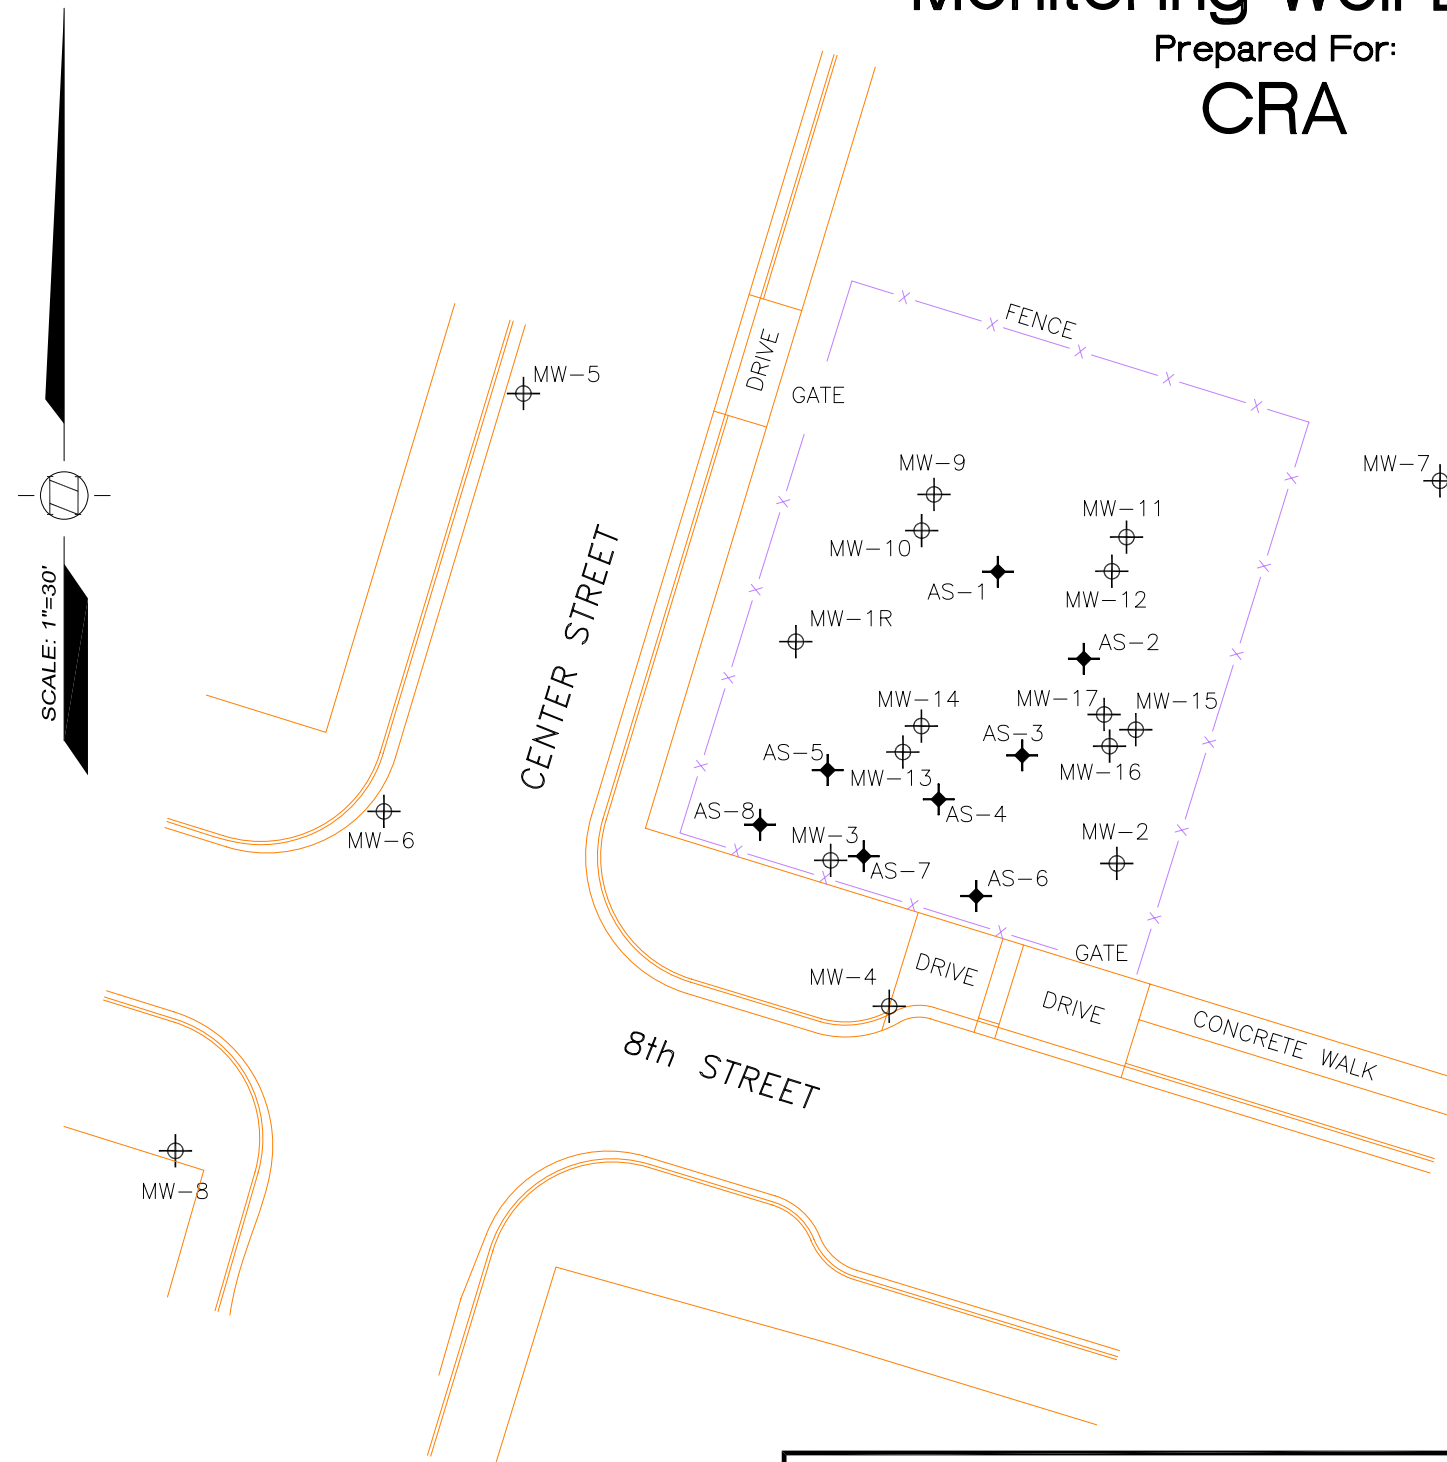 Monitoring Well
Prepared For:
CRA
FENCE
DRIVE
GATE
MW-5
MW-9
MW-7
MW-11
MW-10
AS-1
MW-12
SCALE: 1"=30'
CENTER STREET
MW-1R
AS-2
MW-17
MW-15
MW-14
AS-3
AS-5
MW-13
MW-16
AS-4
AS-8
MW-3
MW-2
MW-6
AS-7
AS-6
GATE
MW-4
DRIVE
DRIVE
CONCRETE WALK
8th STREET
MW-8